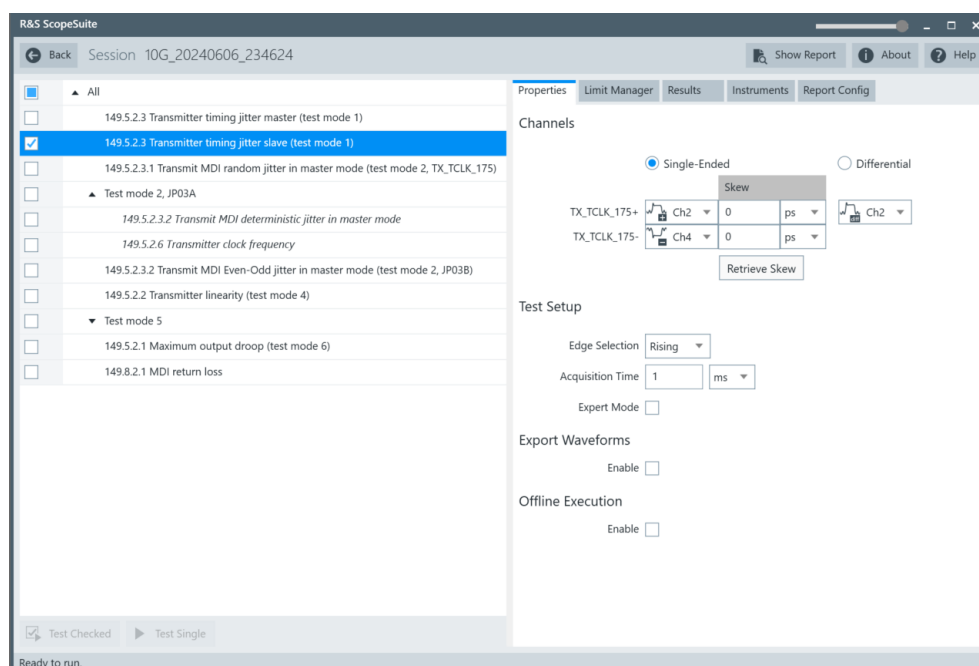 R&S ScopeSuite
Back Session 10G_20240606_234624 Show Report About Help
All
149.5.2.3 Transmitter timing jitter master (test mode 1)
149.5.2.3 Transmitter timing jitter slave (test mode 1)
149.5.2.3.1 Transmit MDI random jitter in master mode (test mode 2, TX_TCLK_175)
Test mode 2, JP03A
149.5.2.3.2 Transmit MDI deterministic jitter in master mode
149.5.2.6 Transmitter clock frequency
149.5.2.3.2 Transmit MDI Even-Odd jitter in master mode (test mode 2, JP03B)
149.5.2.2 Transmitter linearity (test mode 4)
Test mode 5
149.5.2.1 Maximum output droop (test mode 6)
149.8.2.1 MDI return loss
Test Checked Test Single
Properties Limit Manager Results Instruments Report Config
Channels
Single-Ended Differential
Skew
TX_TCLK_175+ Ch2 0 ps Ch2
TX_TCLK_175- Ch4 0 ps
Retrieve Skew
Test Setup
Edge Selection Rising
Acquisition Time 1 ms
Expert Mode
Export Waveforms
Enable
Offline Execution
Enable
Ready to run.